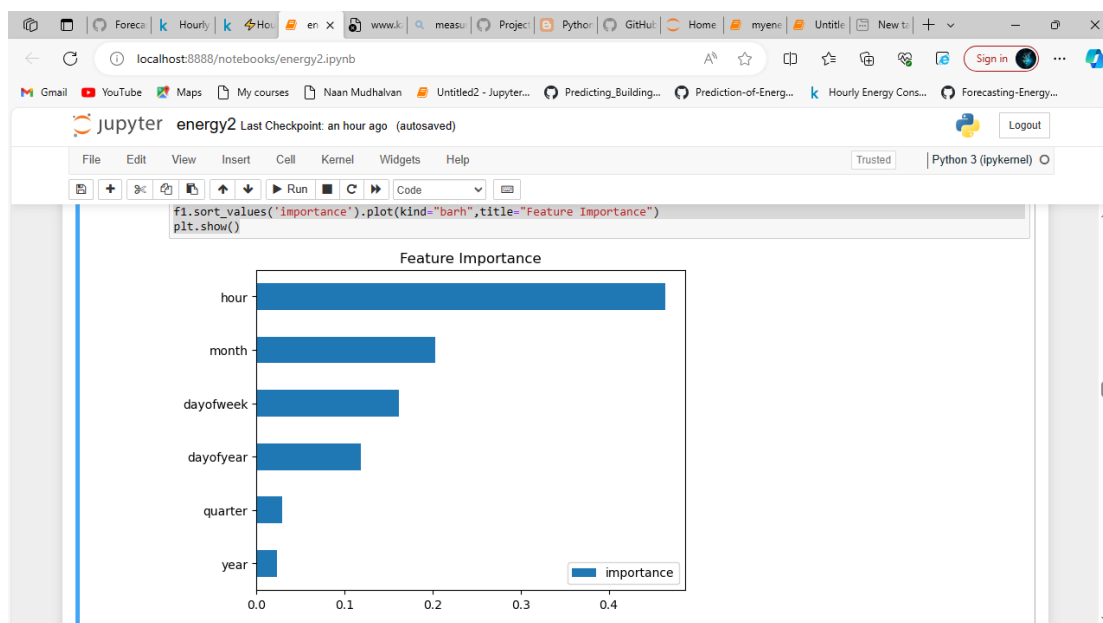 Foreca Hourly Hou en www.k measu Project Pythor GitHub Home myene Untitle New ta
localhost:8888/notebooks/energy2.ipynb
Sign in
Gmail YouTube Maps My courses Naan Mudhalvan Untitled2 - Jupyter... Predicting_Building... Prediction-of-Energ... Hourly Energy Cons... Forecasting-Energy...
jupyter energy2 Last Checkpoint: an hour ago (autosaved)
Logout
File Edit View Insert Cell Kernel Widgets Help
Trusted
Python 3 (ipykernel)
Run
Code
f1.sort_values('importance').plot(kind="barh",title="Feature Importance")
plt.show()
Feature Importance
hour
month
dayofweek
dayofyear
quarter
year
importance
0.0 0.1 0.2 0.3 0.4